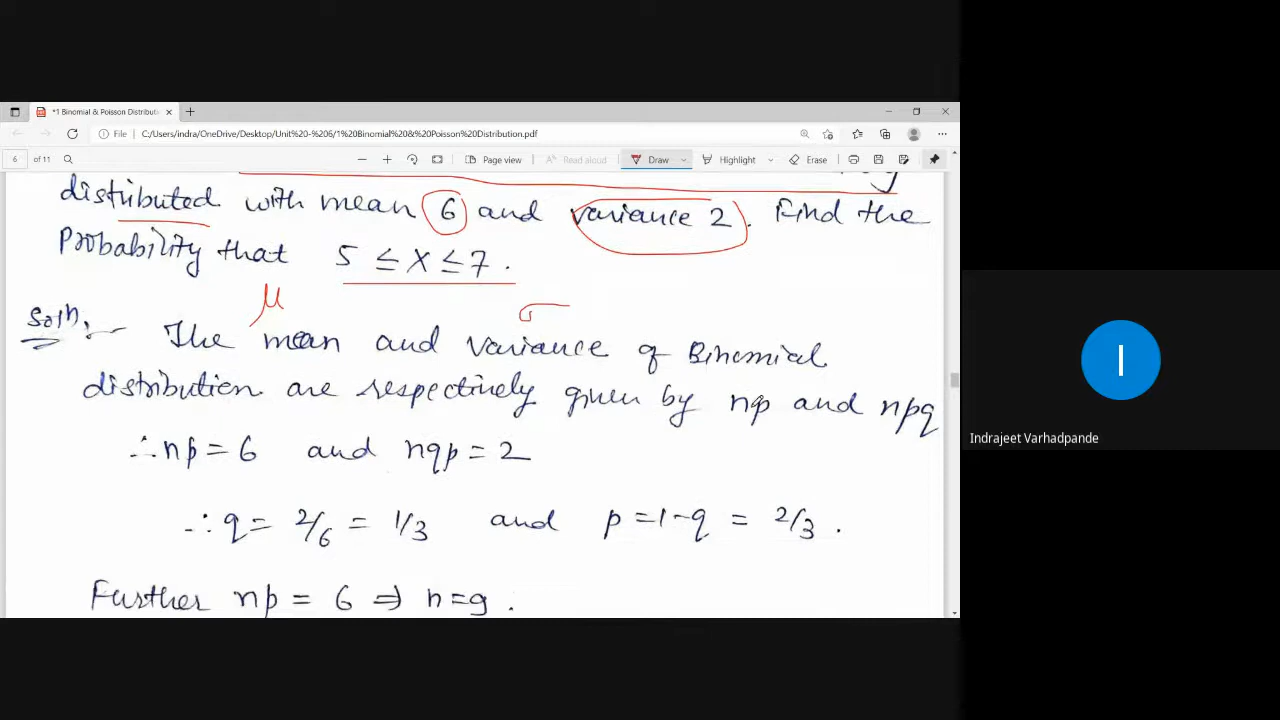 *1 Binomial & Poisson Distributi
File C:/Users/indra/OneDrive/Desktop/Unit%20-%206/1%20Binomial%20&%20Poisson%20Distribution.pdf
6 of 11 Page view Read aloud Draw Highlight Erase
distributed with mean 6 and variance 2. Find the
Probability that 5 ≤ X ≤ 7.
μ σ
Soln. The mean and variance of Binomial
distribution are respectively given by np and npq
∴ np = 6 and nqp = 2
∴ q = 2/6 = 1/3 and p = 1-q = 2/3.
Further np = 6 ⇒ n=9.
I
Indrajeet Varhadpande